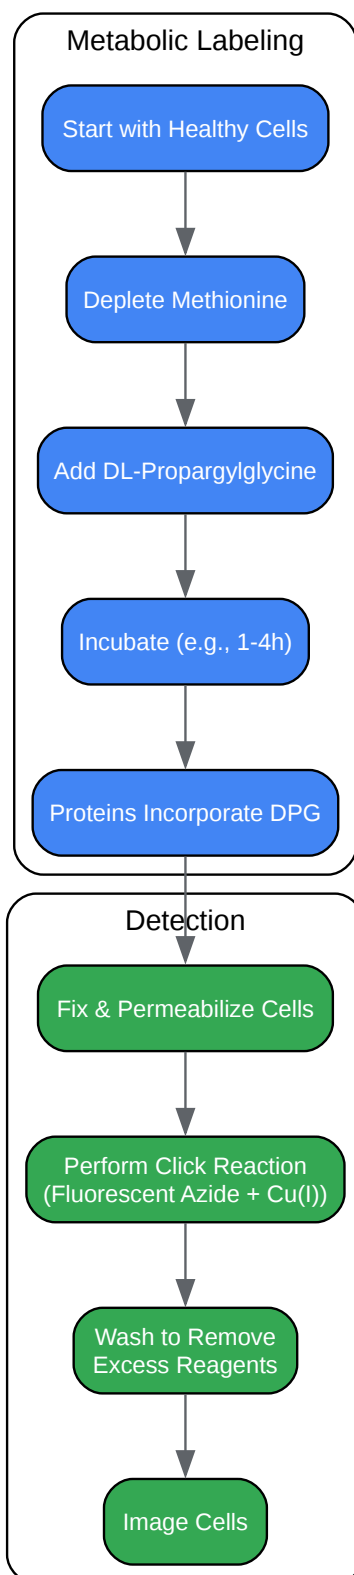 Metabolic Labeling
Start with Healthy Cells
Deplete Methionine
Add DL-Propargylglycine
Incubate (e.g., 1-4h)
Proteins Incorporate DPG
Detection
Fix & Permeabilize Cells
Perform Click Reaction
(Fluorescent Azide + Cu(I))
Wash to Remove
Excess Reagents
Image Cells